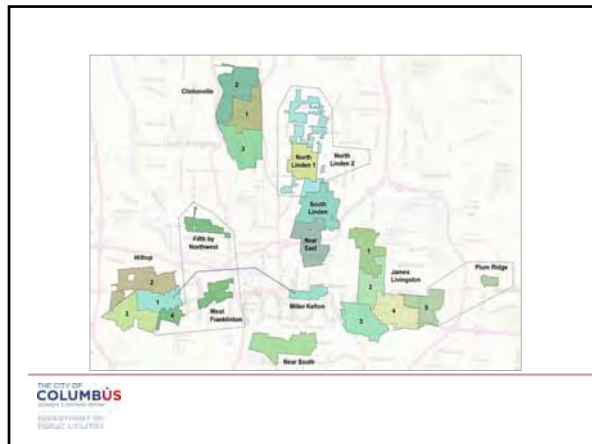 Clintonville
2
1
3
North
Linden 1
North
Linden 2
South
Linden
Near
East
Fifth by
Northwest
Hilltop
2
1
3
4
West
Franklinton
Miller Kelton
Near South
James
Livingston
1
2
3
4
5
Plum Ridge
THE CITY OF
COLUMBUS
DEPARTMENT OF
PUBLIC UTILITIES